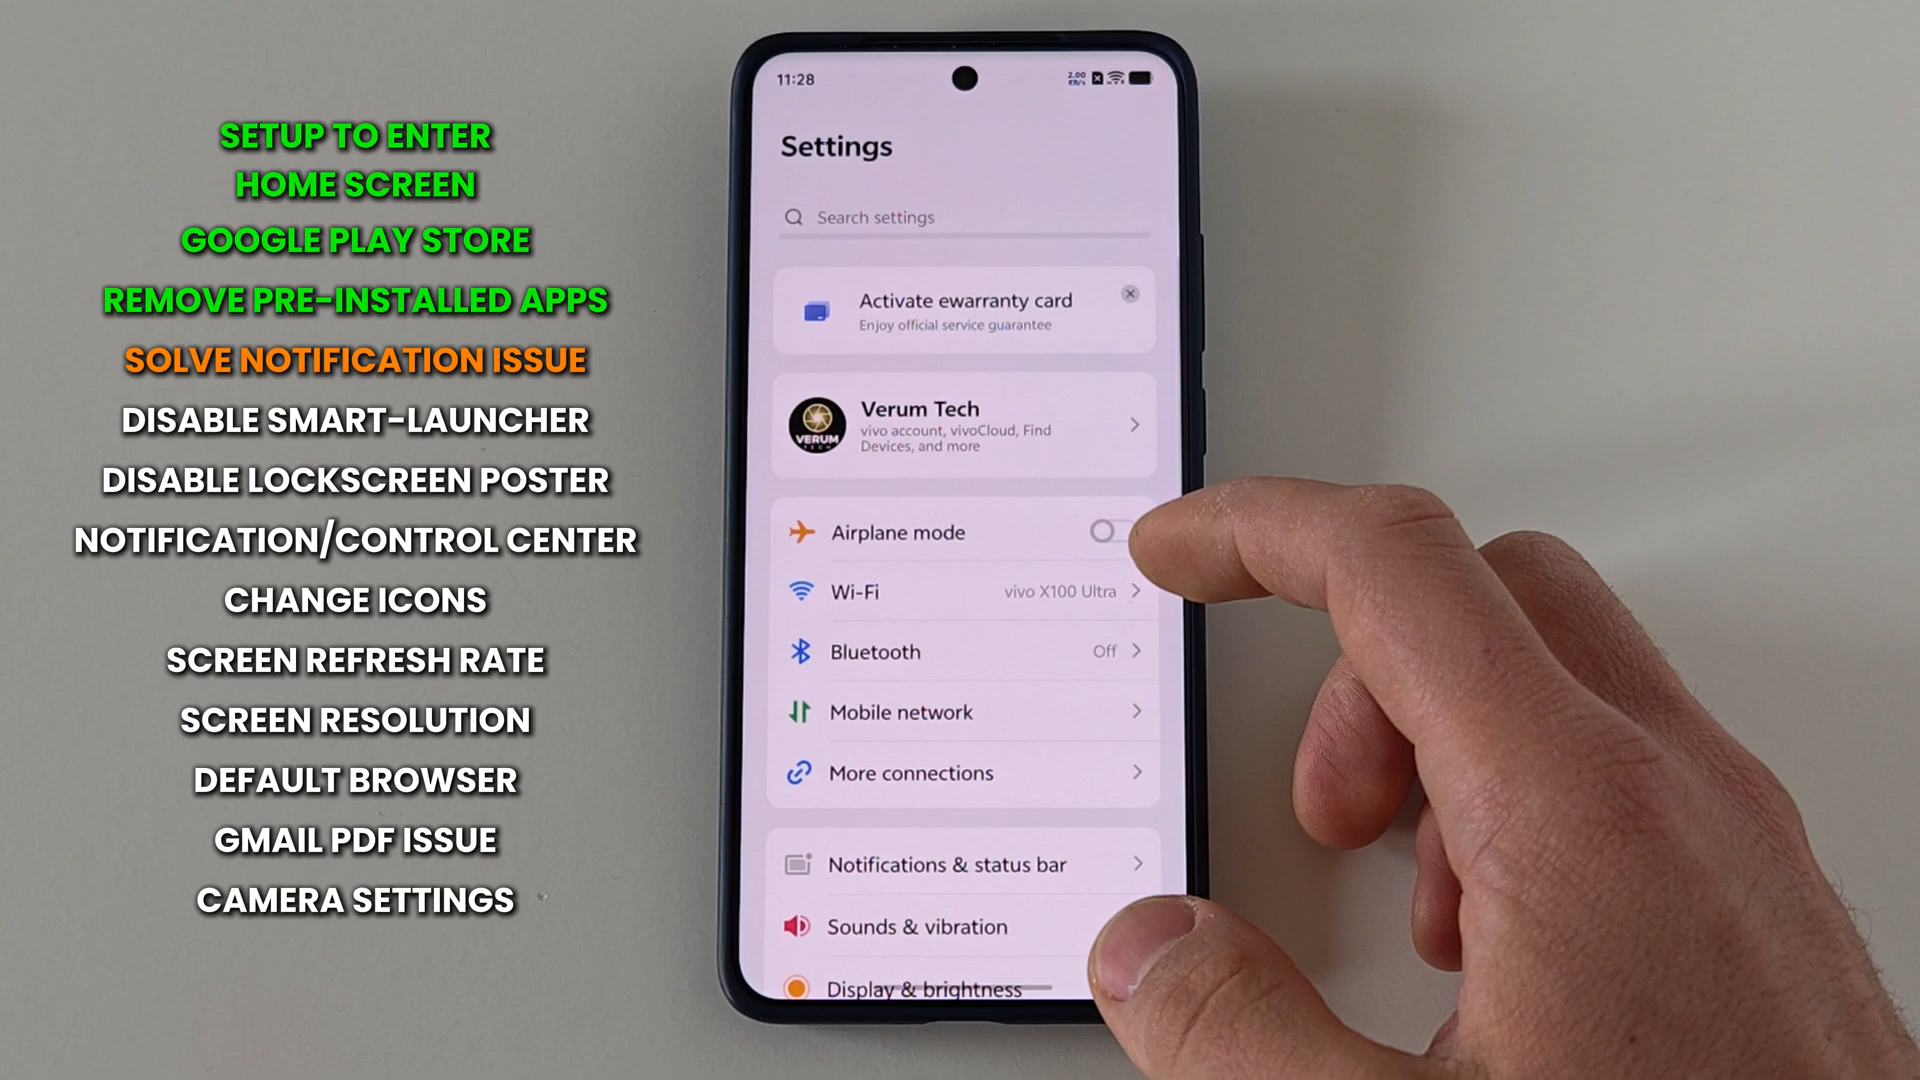 SETUP TO ENTER
HOME SCREEN
GOOGLE PLAY STORE
REMOVE PRE-INSTALLED APPS
SOLVE NOTIFICATION ISSUE
DISABLE SMART-LAUNCHER
DISABLE LOCKSCREEN POSTER
NOTIFICATION/CONTROL CENTER
CHANGE ICONS
SCREEN REFRESH RATE
SCREEN RESOLUTION
DEFAULT BROWSER
GMAIL PDF ISSUE
CAMERA SETTINGS
11:28
2.00
KB/s
Settings
Search settings
Activate ewarranty card
Enjoy official service guarantee
VERUM
TECH
Verum Tech
vivo account, vivoCloud, Find
Devices, and more
Airplane mode
Wi-Fi vivo X100 Ultra
Bluetooth Off
Mobile network
More connections
Notifications & status bar
Sounds & vibration
Display & brightness